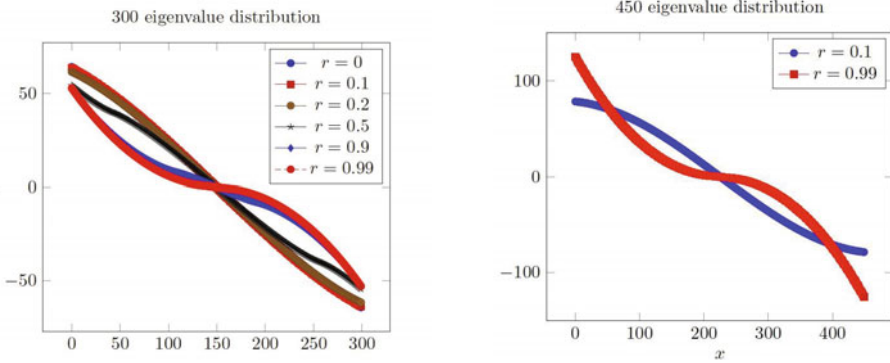 300 eigenvalue distribution
50
0
−50
0
50
100
150
200
250
300
r = 0
r = 0.1
r = 0.2
r = 0.5
r = 0.9
r = 0.99
450 eigenvalue distribution
100
0
−100
0
100
200
300
400
x
r = 0.1
r = 0.99